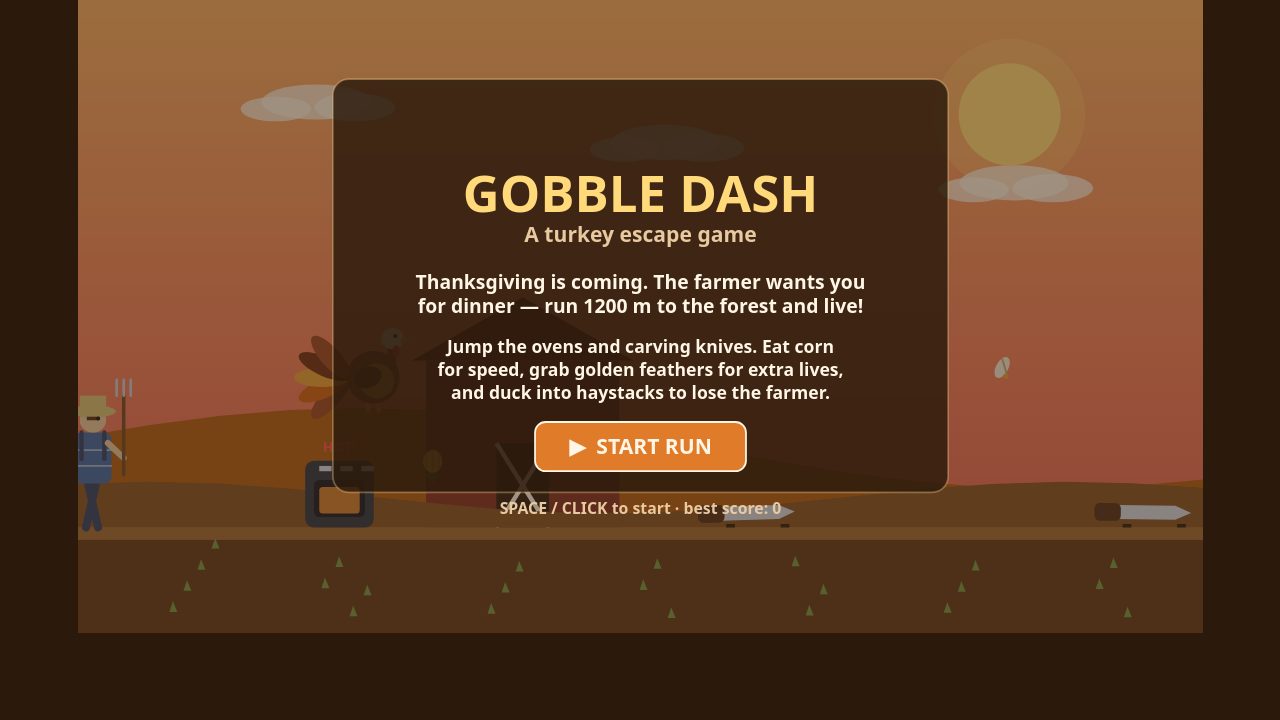 GOBBLE DASH
A turkey escape game
Thanksgiving is coming. The farmer wants you
for dinner — run 1200 m to the forest and live!
Jump the ovens and carving knives. Eat corn
for speed, grab golden feathers for extra lives,
and duck into haystacks to lose the farmer.
▶ START RUN
SPACE / CLICK to start · best score: 0